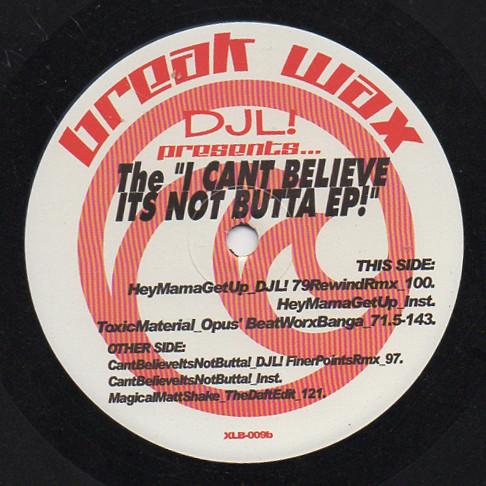 break wax
DJL!
presents...
The "I CANT BELIEVE
ITS NOT BUTTA EP!"
THIS SIDE:
HeyMamaGetUp_DJL! 79RewindRmx_100.
HeyMamaGetUp_Inst.
ToxicMaterial_Opus' BeatWorxBanga_71.5-143.
OTHER SIDE:
CantBelieveItsNotButta!_DJL! FinerPointsRmx_97.
CantBelieveItsNotButta!_Inst.
MagicalMattShake_TheDaftEdit_121.
XLB-009b